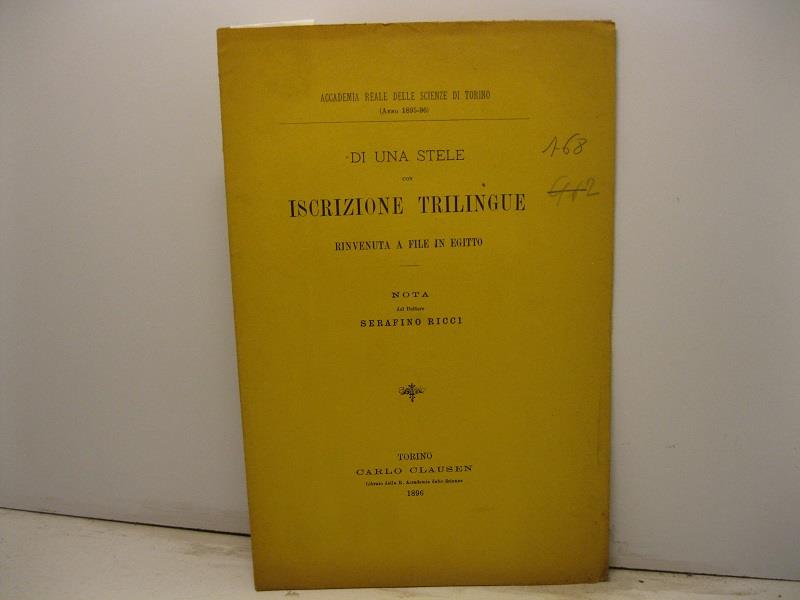 ACCADEMIA REALE DELLE SCIENZE DI TORINO
(ANNO 1895-96)
DI UNA STELE
CON
ISCRIZIONE TRILINGUE
RINVENUTA A FILE IN EGITTO
NOTA
del Dottore
SERAFINO RICCI
TORINO
CARLO CLAUSEN
Libraio della R. Accademia delle Scienze
1896